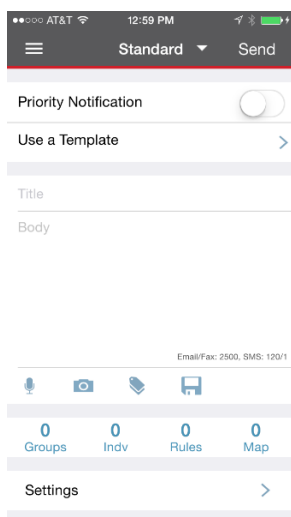 AT&T 12:59 PM
Standard Send
Priority Notification
Use a Template
Title
Body
Email/Fax: 2500, SMS: 120/1
0 0 0 0
Groups Indv Rules Map
Settings